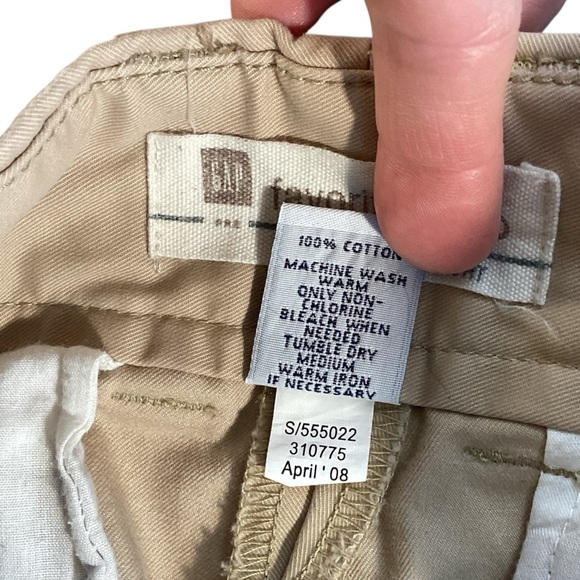 GAP
PRE
100% COTTON
MACHINE WASH
WARM
ONLY NON-
CHLORINE
BLEACH WHEN
NEEDED
TUMBLE DRY
MEDIUM
WARM IRON
IF NECESSARY
S/555022
310775
April ' 08